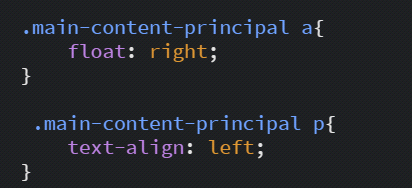 .main-content-principal a{
    float: right;
}

 .main-content-principal p{
    text-align: left;
}